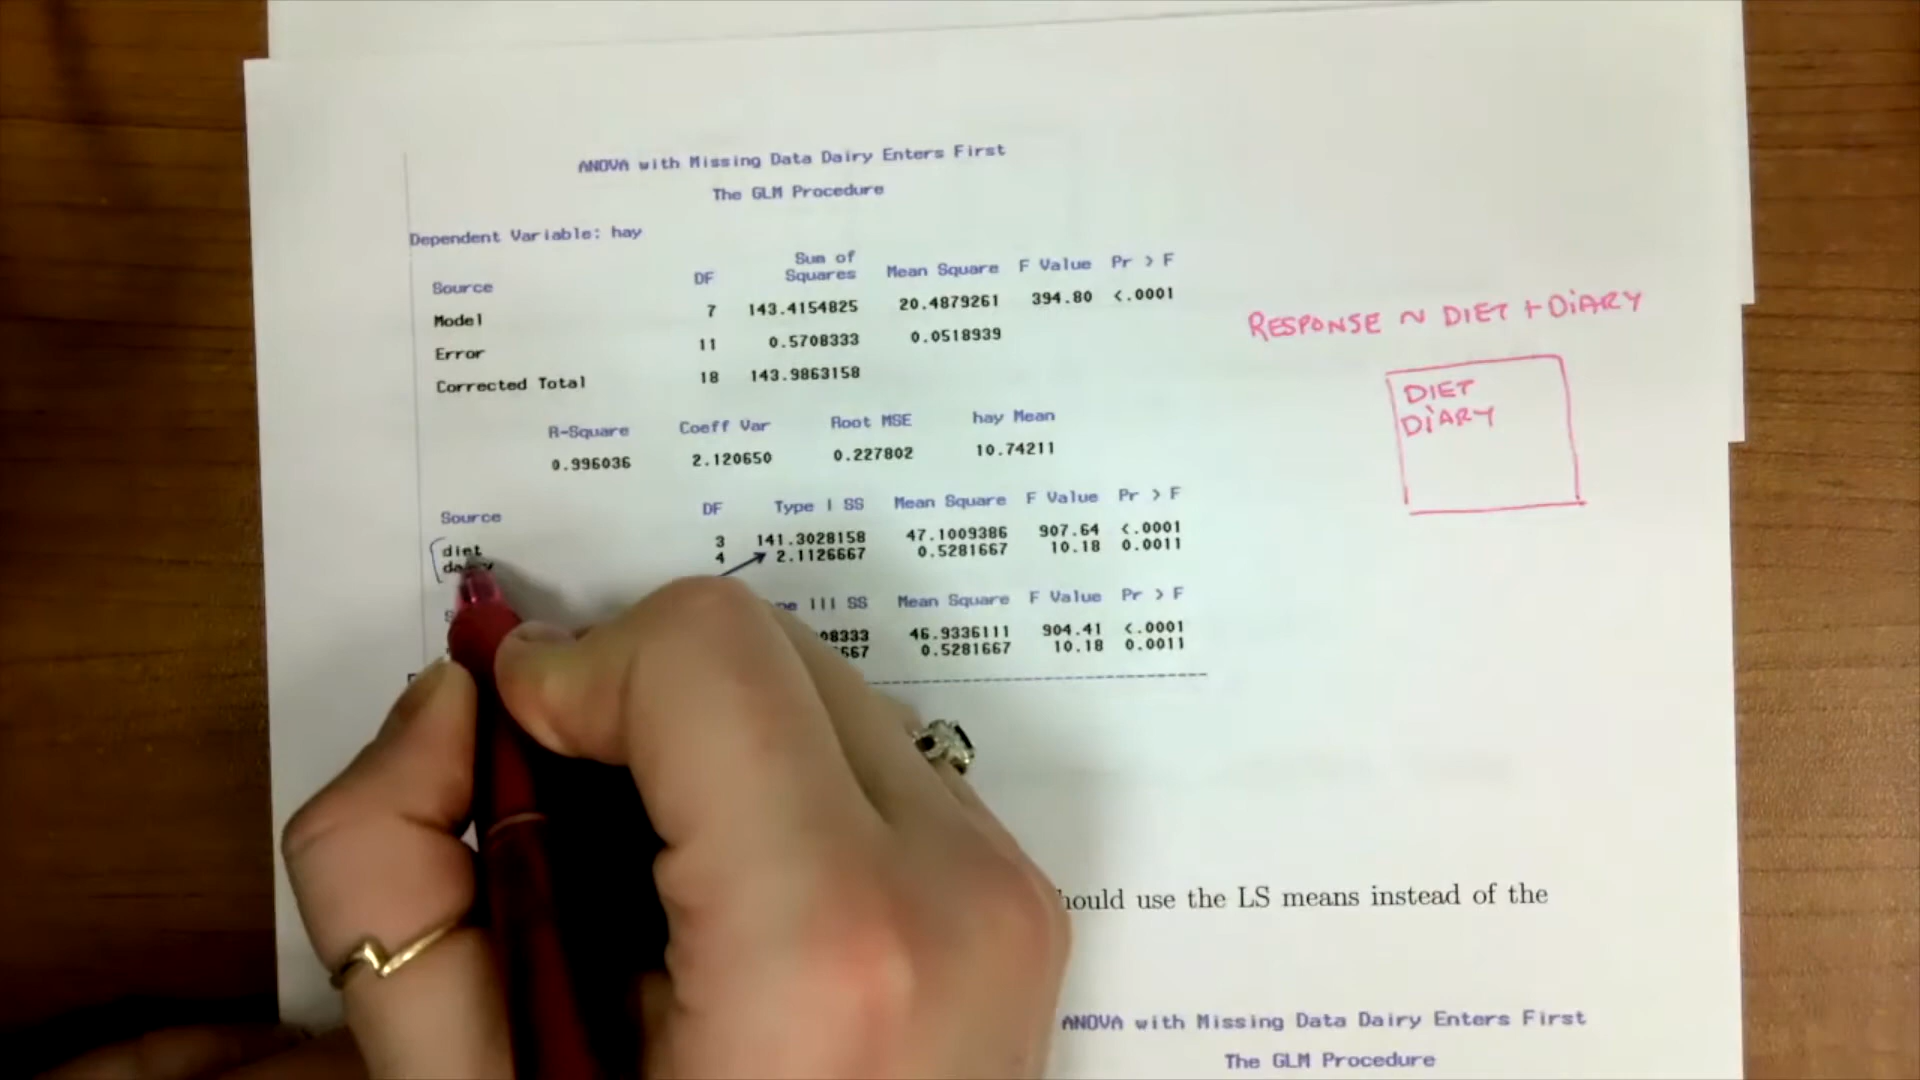 ANOVA with Missing Data Dairy Enters First
The GLM Procedure
Dependent Variable: hay
Source DF Sum of Squares Mean Square F Value Pr > F
Model 7 143.4154825 20.4879261 394.80 <.0001
Error 11 0.5708333 0.0518939
Corrected Total 18 143.9863158
R-Square Coeff Var Root MSE hay Mean
0.996036 2.120650 0.227802 10.74211
Source DF Type I SS Mean Square F Value Pr > F
diet 3 141.3028158 47.1009386 907.64 <.0001
4 2.1126667 0.5281667 10.18 0.0011
III SS Mean Square F Value Pr > F
46.9336111 904.41 <.0001
0.5281667 10.18 0.0011
RESPONSE ~ DIET + DiARY
DIET
DiARY
use the LS means instead of the
ANOVA with Missing Data Dairy Enters First
The GLM Procedure